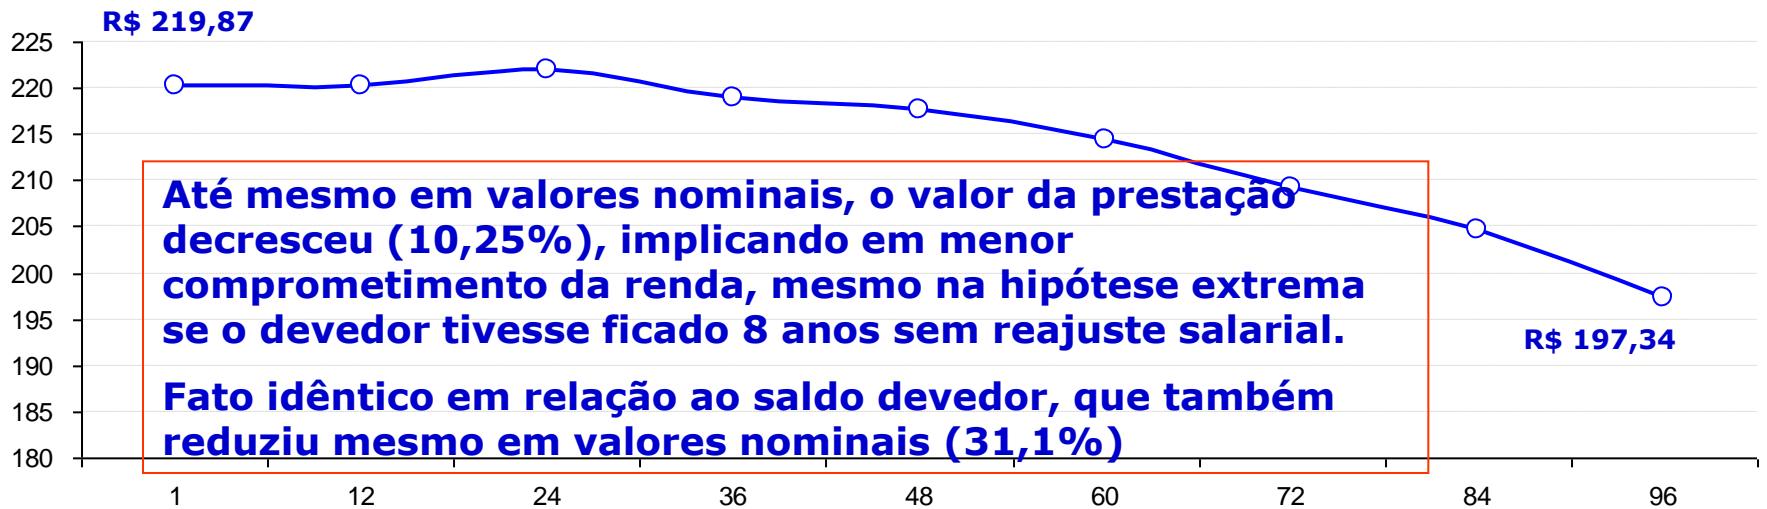 R$ 219,87
225
220
215
210
205
200
195
190
185
180
Até mesmo em valores nominais, o valor da prestação
decresceu (10,25%), implicando em menor
comprometimento da renda, mesmo na hipótese extrema
se o devedor tivesse ficado 8 anos sem reajuste salarial.
Fato idêntico em relação ao saldo devedor, que também
reduziu mesmo em valores nominais (31,1%)
R$ 197,34
1 12 24 36 48 60 72 84 96